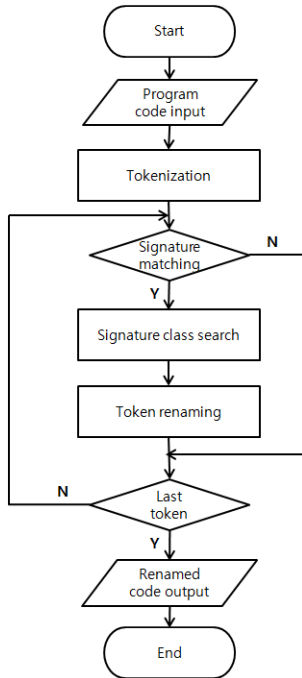 Start
Program
code input
Tokenization
Signature
matching
N
Y
Signature class search
Token renaming
N
Last
token
Y
Renamed
code output
End